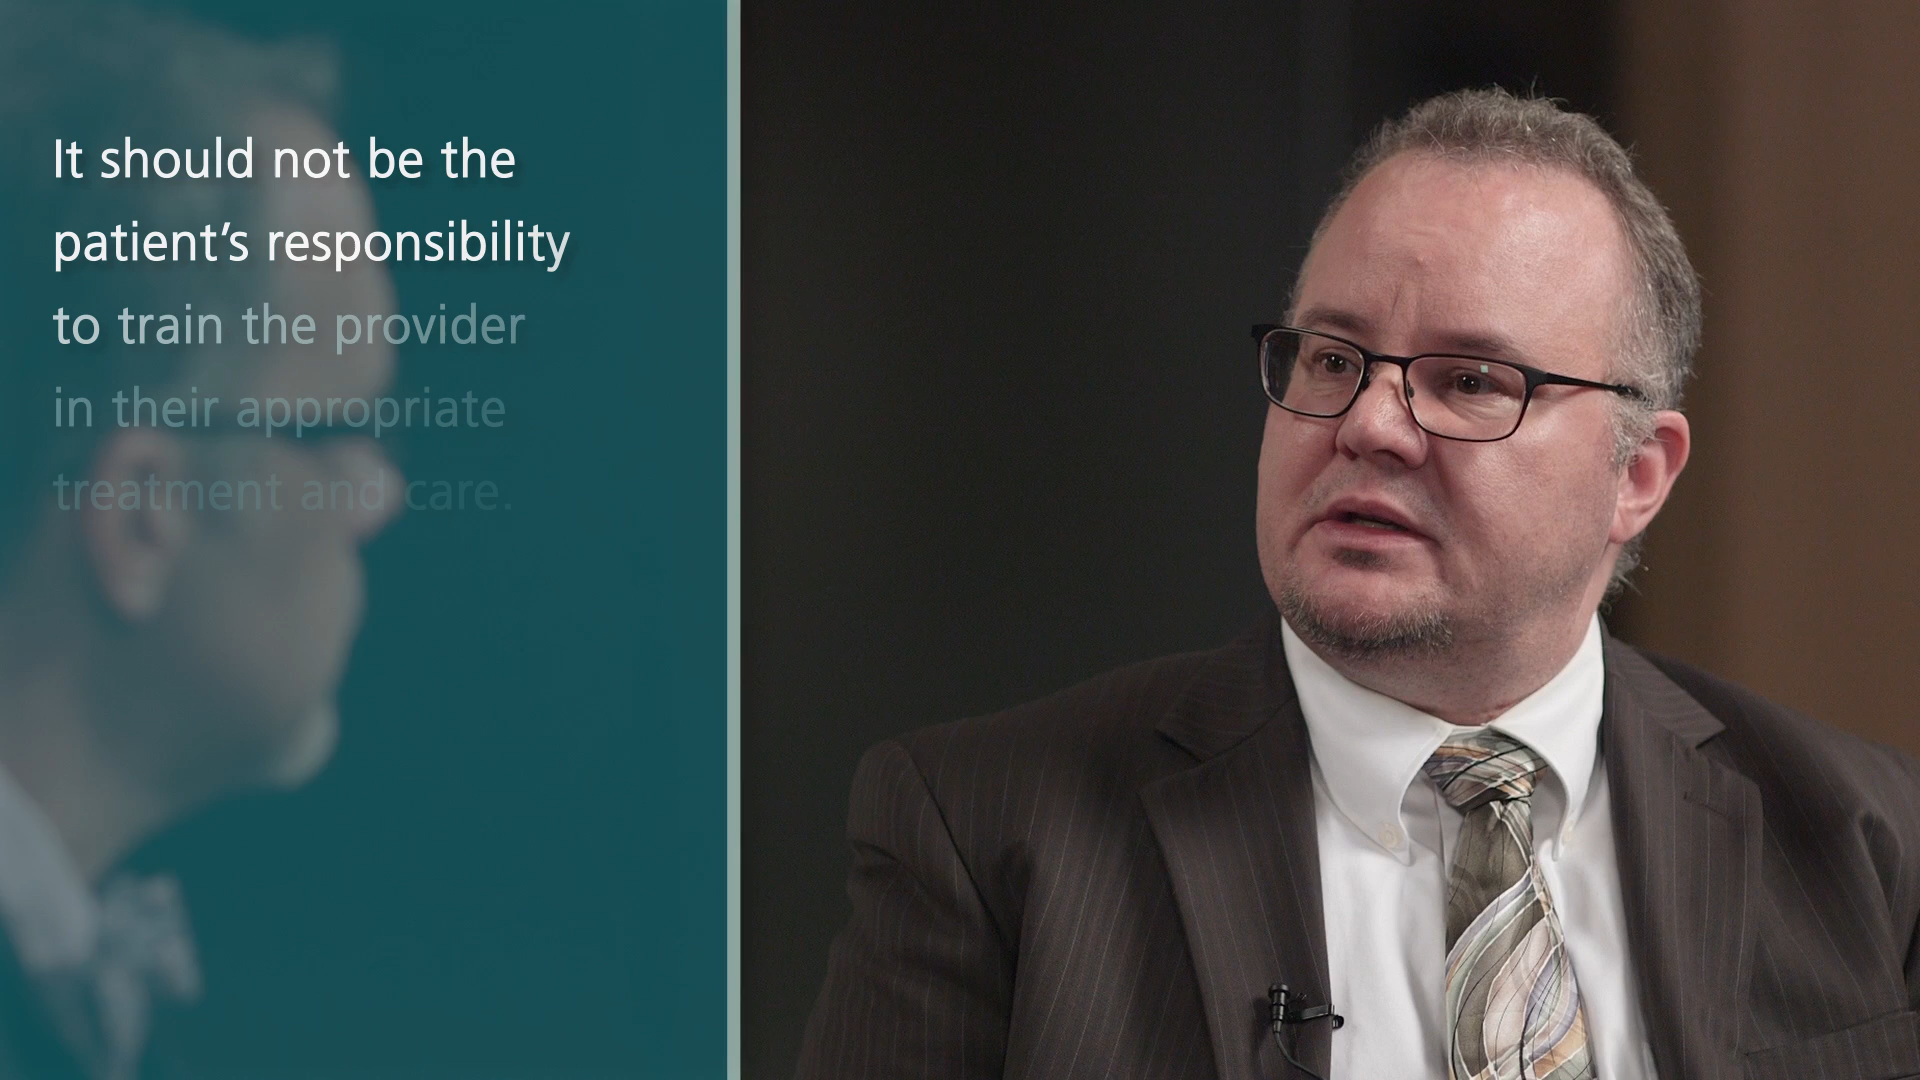 It should not be the
patient’s responsibility
to train the provider
in their appropriate
treatment and care.